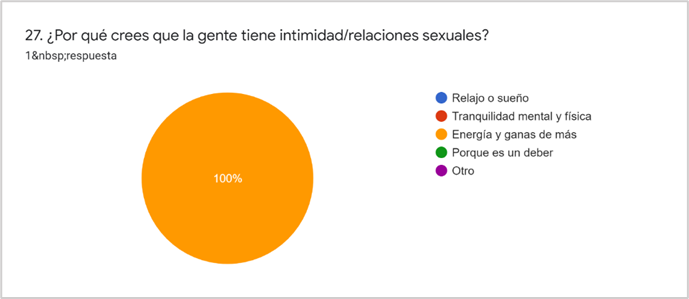 27. ¿Por qué crees que la gente tiene intimidad/relaciones sexuales?
1&nbsp;respuesta
Relajo o sueño
Tranquilidad mental y física
Energía y ganas de más
Porque es un deber
Otro
100%